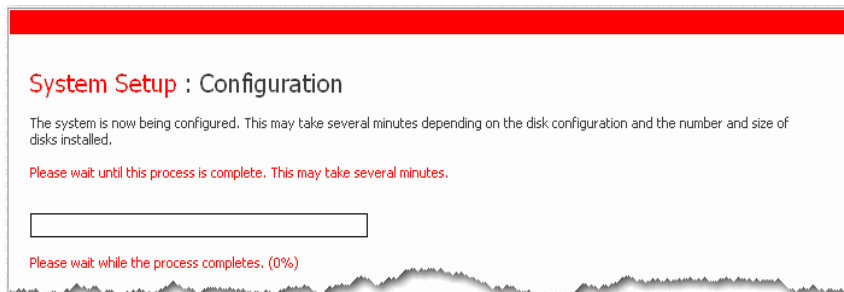 System Setup : Configuration
The system is now being configured. This may take several minutes depending on the disk configuration and the number and size of
disks installed.
Please wait until this process is complete. This may take several minutes.
Please wait while the process completes. (0%)